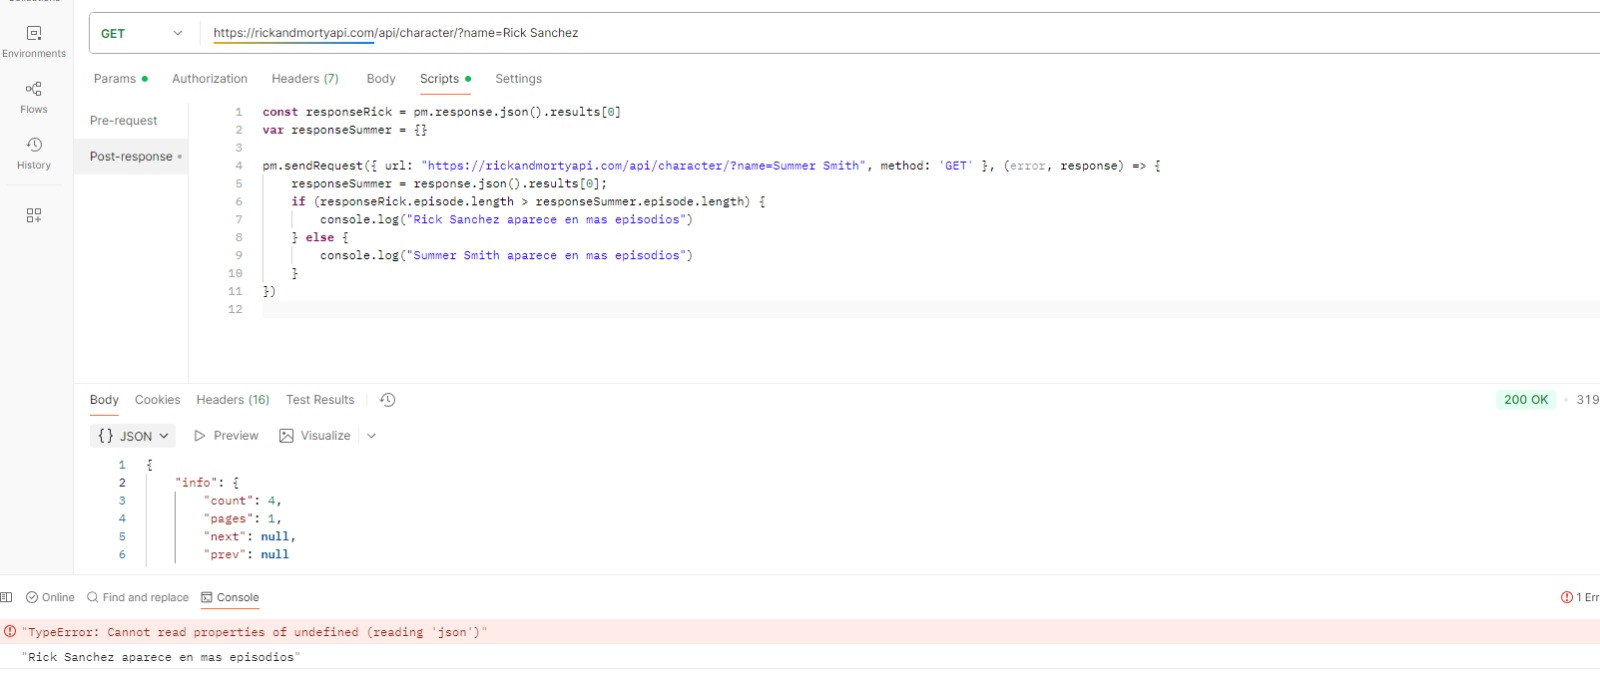 Collections
GET https://rickandmortyapi.com/api/character/?name=Rick Sanchez
Environments
Params Authorization Headers (7) Body Scripts Settings
Flows
History
Pre-request
Post-response
1 const responseRick = pm.response.json().results[0]
2 var responseSummer = {}
3
4 pm.sendRequest({ url: "https://rickandmortyapi.com/api/character/?name=Summer Smith", method: 'GET' }, (error, response) => {
5 responseSummer = response.json().results[0];
6 if (responseRick.episode.length > responseSummer.episode.length) {
7 console.log("Rick Sanchez aparece en mas episodios")
8 } else {
9 console.log("Summer Smith aparece en mas episodios")
10 }
11 })
12
Body Cookies Headers (16) Test Results 200 OK 319
{} JSON Preview Visualize
1 {
2 "info": {
3 "count": 4,
4 "pages": 1,
5 "next": null,
6 "prev": null
Online Find and replace Console 1 Err
"TypeError: Cannot read properties of undefined (reading 'json')"
"Rick Sanchez aparece en mas episodios"